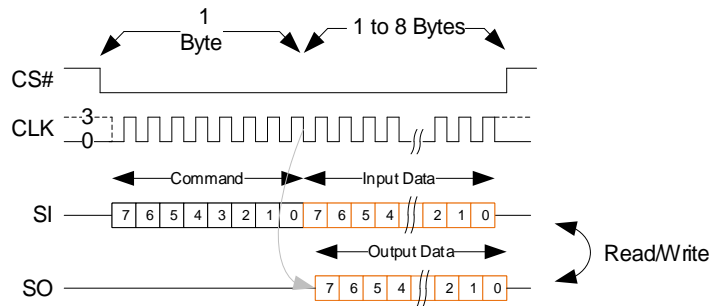 1
Byte
1 to 8 Bytes
CS#
CLK
3
0
Command
Input Data
SI
7 6 5 4 3 2 1 0 7 6 5 4 2 1 0
Output Data
Read/Write
SO
7 6 5 4 2 1 0